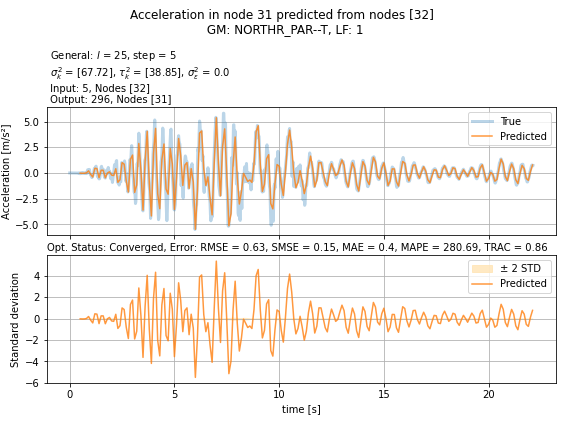 Acceleration in node 31 predicted from nodes [32]
GM: NORTHR_PAR--T, LF: 1
General: l = 25, step = 5
σ²ₖ = [67.72], τ²ₖ = [38.85], σ²ε = 0.0
Input: 5, Nodes [32]
Output: 296, Nodes [31]
Acceleration [m/s²]
5.0
2.5
0.0
−2.5
−5.0
True
Predicted
Opt. Status: Converged, Error: RMSE = 0.63, SMSE = 0.15, MAE = 0.4, MAPE = 280.69, TRAC = 0.86
Standard deviation
4
2
0
−2
−4
−6
± 2 STD
Predicted
0 5 10 15 20
time [s]